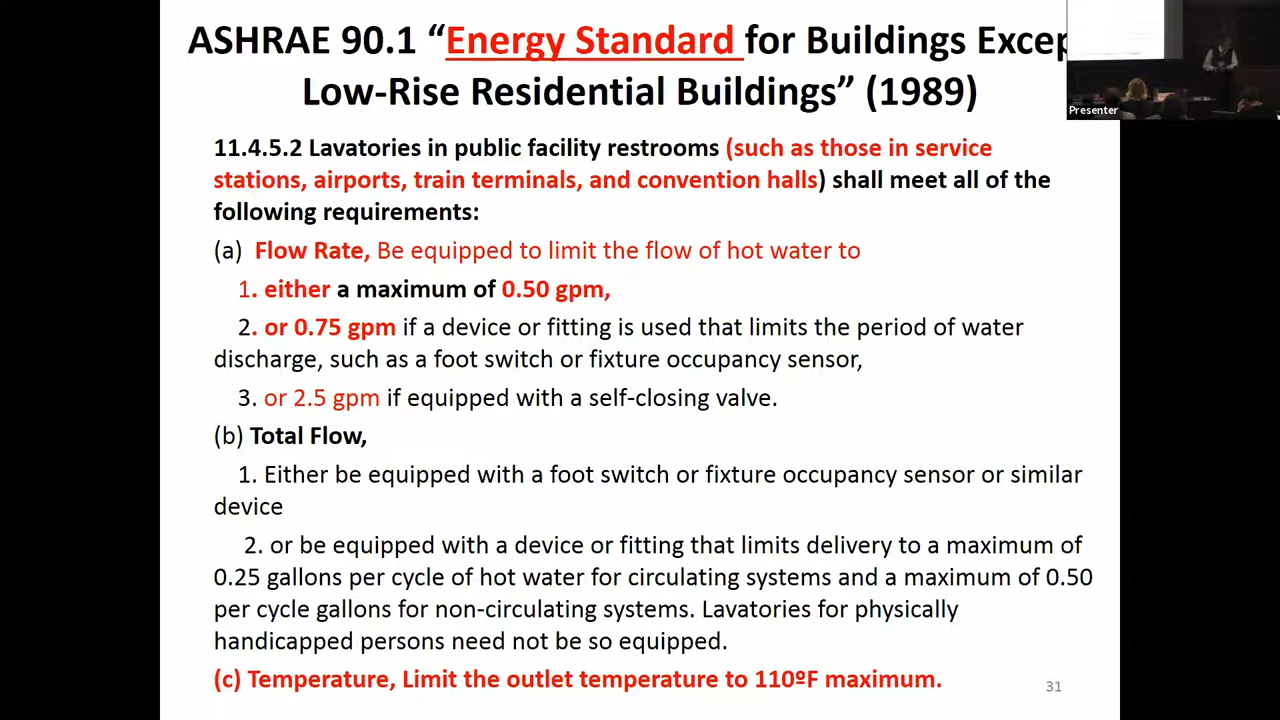 ASHRAE 90.1 “Energy Standard for Buildings Excep
Low-Rise Residential Buildings” (1989)
Presenter
11.4.5.2 Lavatories in public facility restrooms (such as those in service
stations, airports, train terminals, and convention halls) shall meet all of the
following requirements:
(a) Flow Rate, Be equipped to limit the flow of hot water to
1. either a maximum of 0.50 gpm,
2. or 0.75 gpm if a device or fitting is used that limits the period of water
discharge, such as a foot switch or fixture occupancy sensor,
3. or 2.5 gpm if equipped with a self-closing valve.
(b) Total Flow,
1. Either be equipped with a foot switch or fixture occupancy sensor or similar
device
2. or be equipped with a device or fitting that limits delivery to a maximum of
0.25 gallons per cycle of hot water for circulating systems and a maximum of 0.50
per cycle gallons for non-circulating systems. Lavatories for physically
handicapped persons need not be so equipped.
(c) Temperature, Limit the outlet temperature to 110ºF maximum.
31